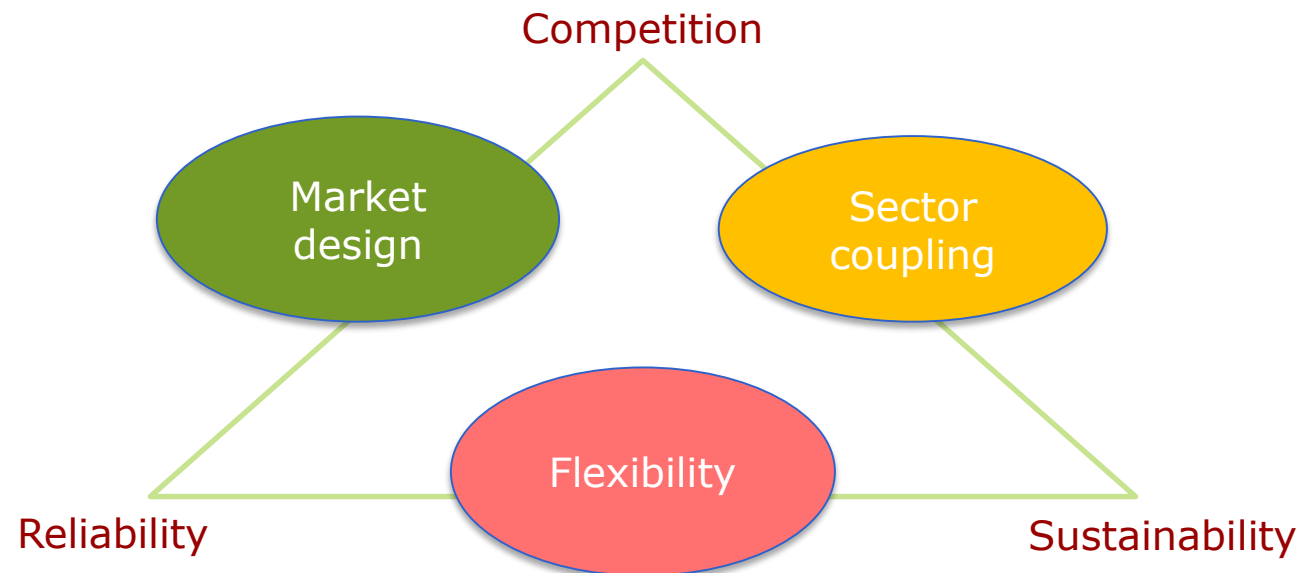 Competition
Market
design
Sector
coupling
Flexibility
Reliability
Sustainability